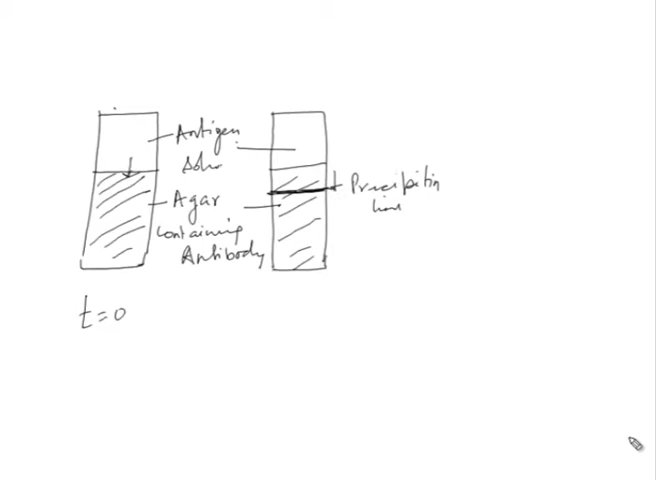 Antigen
soln
Agar
containing
Antibody
Precipitin
line
t=0